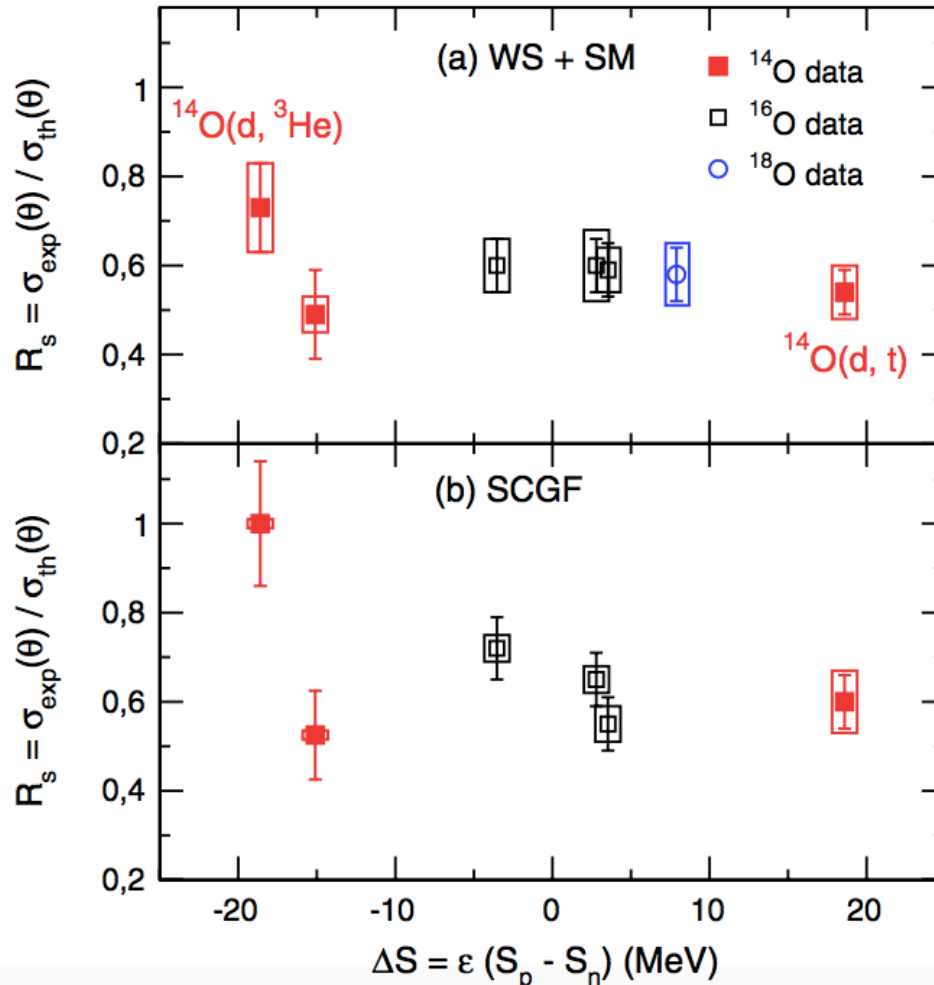 (a) WS + SM
¹⁴O data
¹⁶O data
¹⁸O data
¹⁴O(d, ³He)
¹⁴O(d, t)
1
0,8
0,6
0,4
0,2
R_s = σ_exp(θ) / σ_th(θ)
(b) SCGF
1
0,8
0,6
0,4
0,2
R_s = σ_exp(θ) / σ_th(θ)
-20 -10 0 10 20
ΔS = ε (S_p - S_n) (MeV)